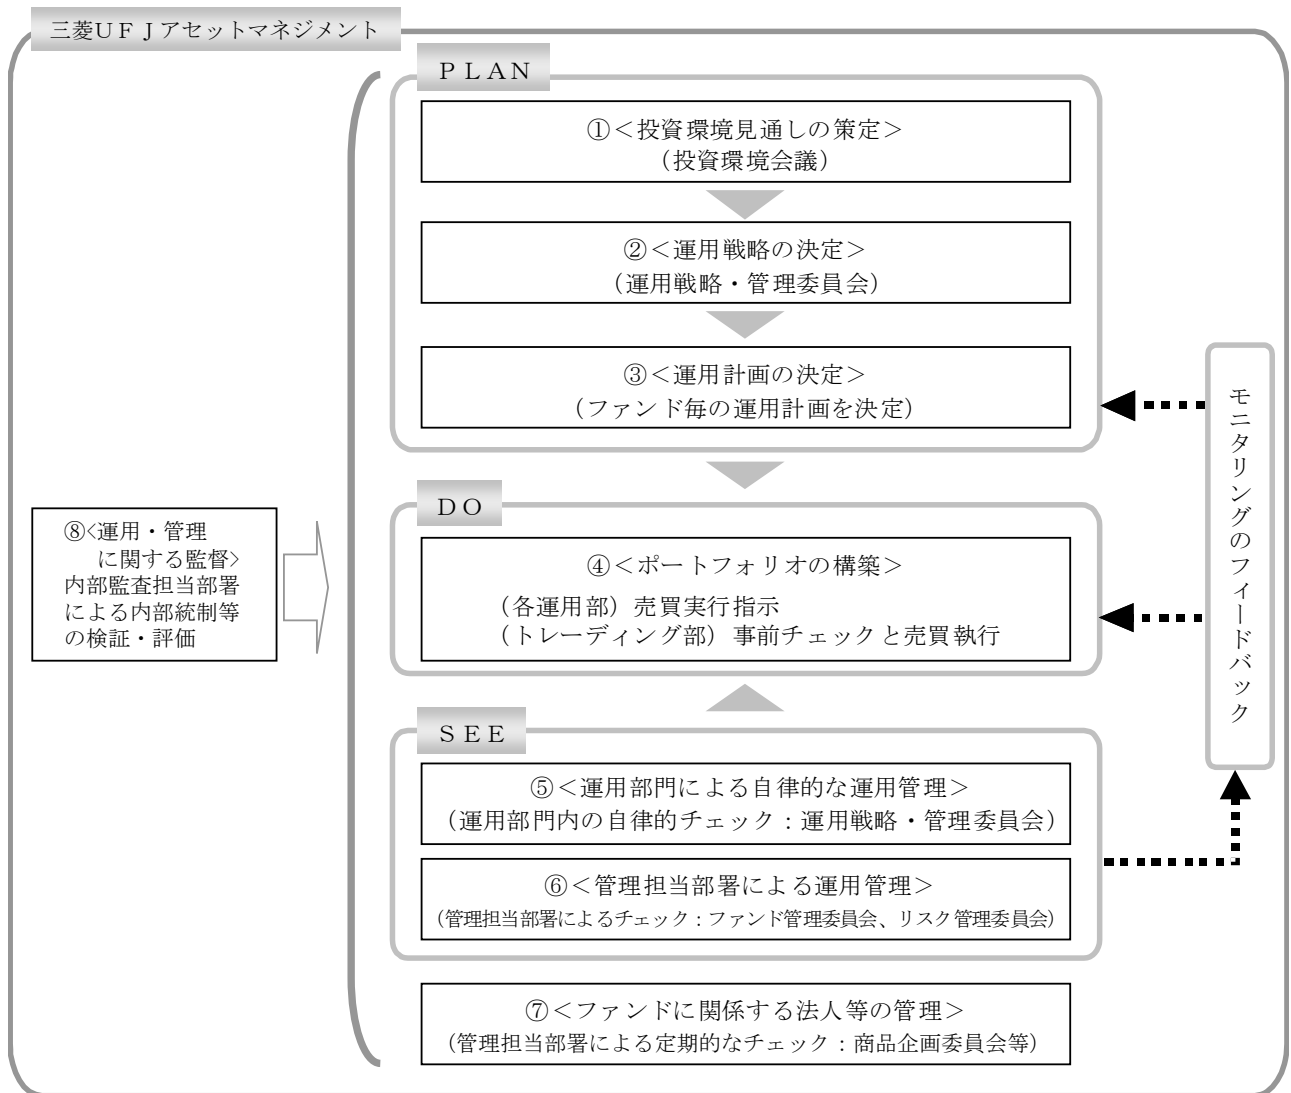 三菱UFJアセットマネジメント
PLAN
①＜投資環境見通しの策定＞
（投資環境会議）
②＜運用戦略の決定＞
（運用戦略・管理委員会）
③＜運用計画の決定＞
（ファンド毎の運用計画を決定）
DO
④＜ポートフォリオの構築＞
（各運用部）売買実行指示
（トレーディング部）事前チェックと売買執行
SEE
⑤＜運用部門による自律的な運用管理＞
（運用部門内の自律的チェック：運用戦略・管理委員会）
⑥＜管理担当部署による運用管理＞
（管理担当部署によるチェック：ファンド管理委員会、リスク管理委員会）
⑦＜ファンドに関係する法人等の管理＞
（管理担当部署による定期的なチェック：商品企画委員会等）
⑧＜運用・管理
に関する監督＞
内部監査担当部署
による内部統制等
の検証・評価
モニタリングのフィードバック